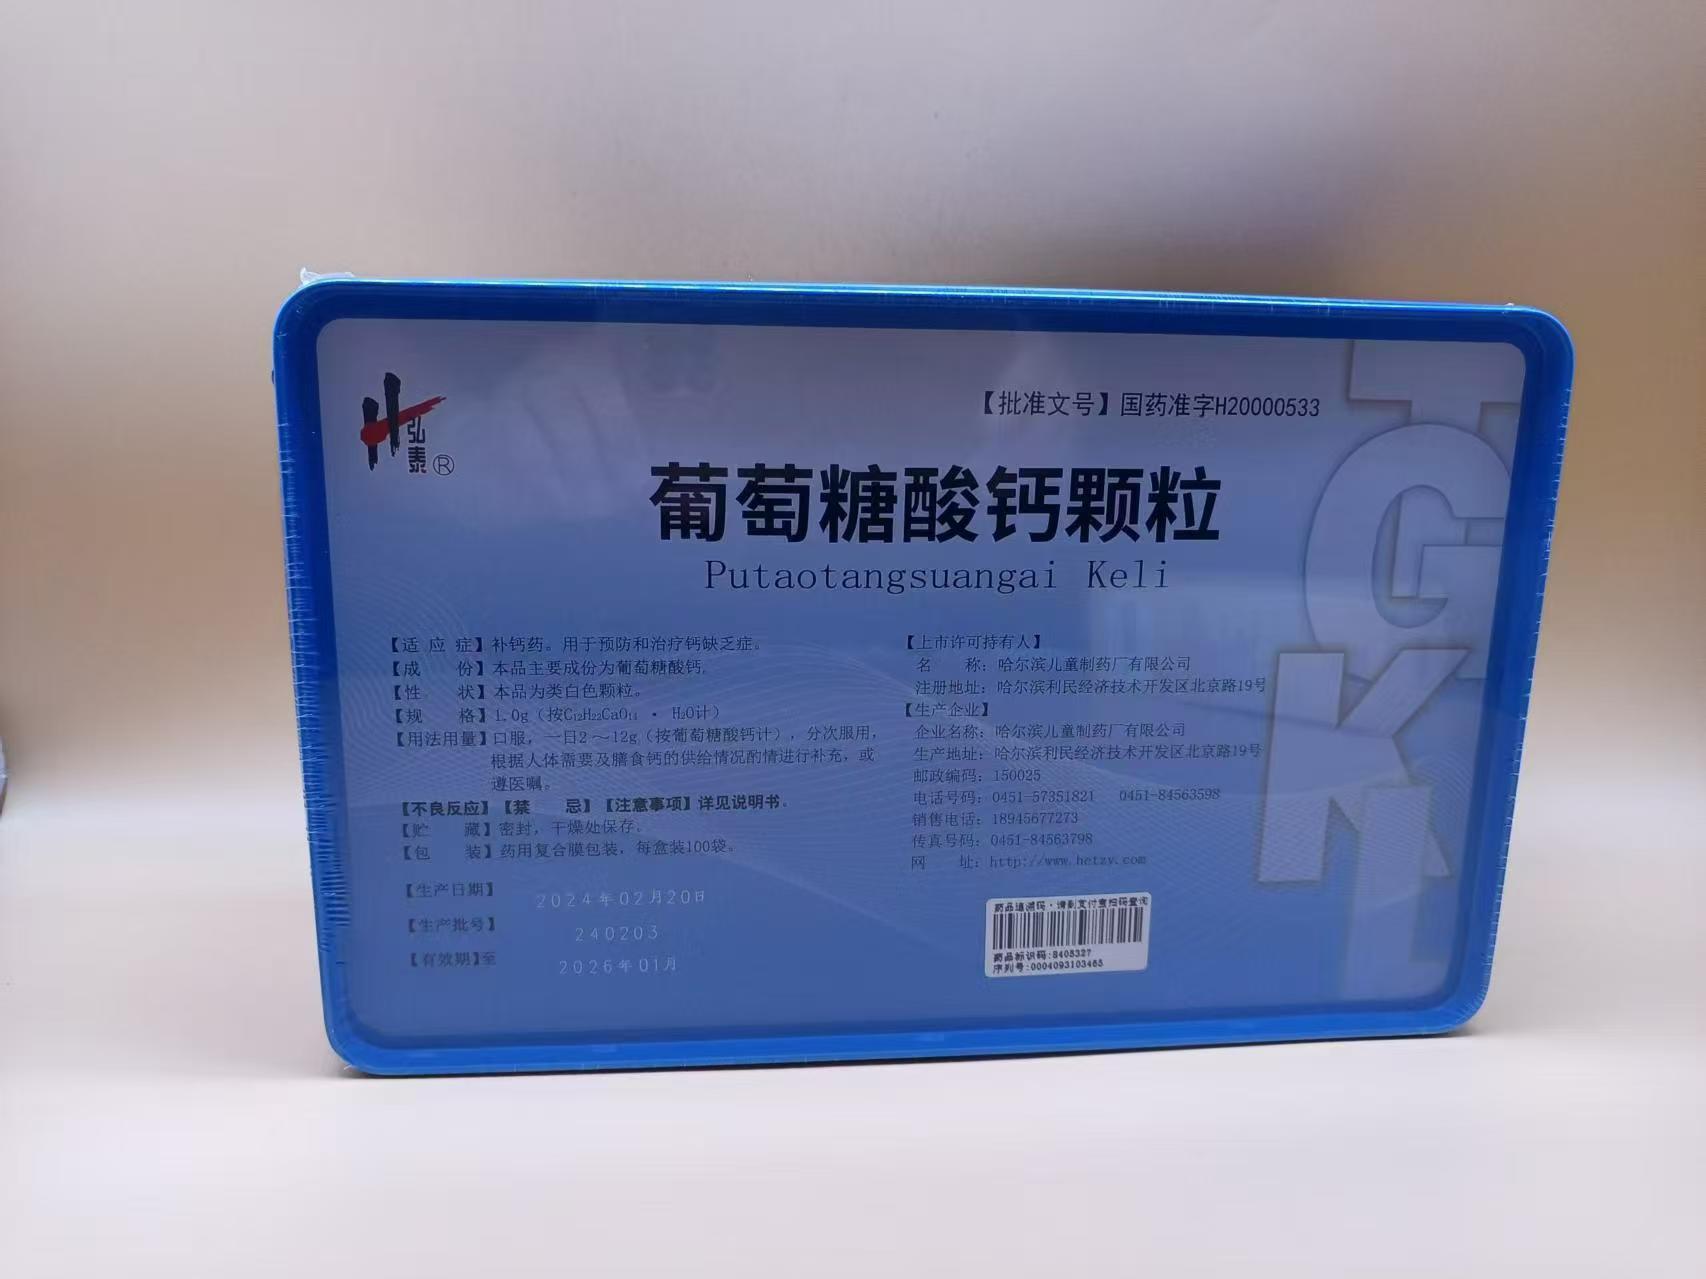 弘泰®
【批准文号】国药准字H20000533
葡萄糖酸钙颗粒
Putaotangsuangai Keli
【适 应 症】补钙药。用于预防和治疗钙缺乏症。
【成 份】本品主要成份为葡萄糖酸钙,
【性 状】本品为类白色颗粒。
【规 格】1.0g（按C₁₂H₂₂CaO₁₄ · H₂O计）
【用法用量】口服，一日2～12g（按葡萄糖酸钙计），分次服用，
根据人体需要及膳食钙的供给情况酌情进行补充，或
遵医嘱。
【不良反应】【禁 忌】【注意事项】详见说明书。
【贮 藏】密封，干燥处保存。
【包 装】药用复合膜包装，每盒装100袋。
【生产日期】 2024年02月20日
【生产批号】 240203
【有效期】至 2026年01月
【上市许可持有人】
名 称：哈尔滨儿童制药厂有限公司
注册地址：哈尔滨利民经济技术开发区北京路19号
【生产企业】
企业名称：哈尔滨儿童制药厂有限公司
生产地址：哈尔滨利民经济技术开发区北京路19号
邮政编码：150025
电话号码：0451-57351821 0451-84563598
销售电话：18945677273
传真号码：0451-84563798
网 址：http://www.hetzy.com
药品追溯码·请到支付宝扫码查询
药品标识码:8408327
序列号:0004093103465
TGKL